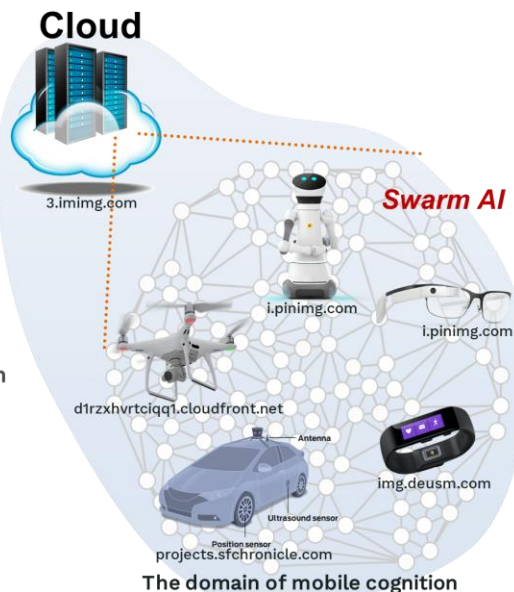 Cloud
3.imimg.com
Swarm AI
i.pinimg.com
i.pinimg.com
d1rzxhvrtciqq1.cloudfront.net
Antenna
img.deusm.com
Ultrasound sensor
Position sensor
projects.sfchronicle.com
The domain of mobile cognition